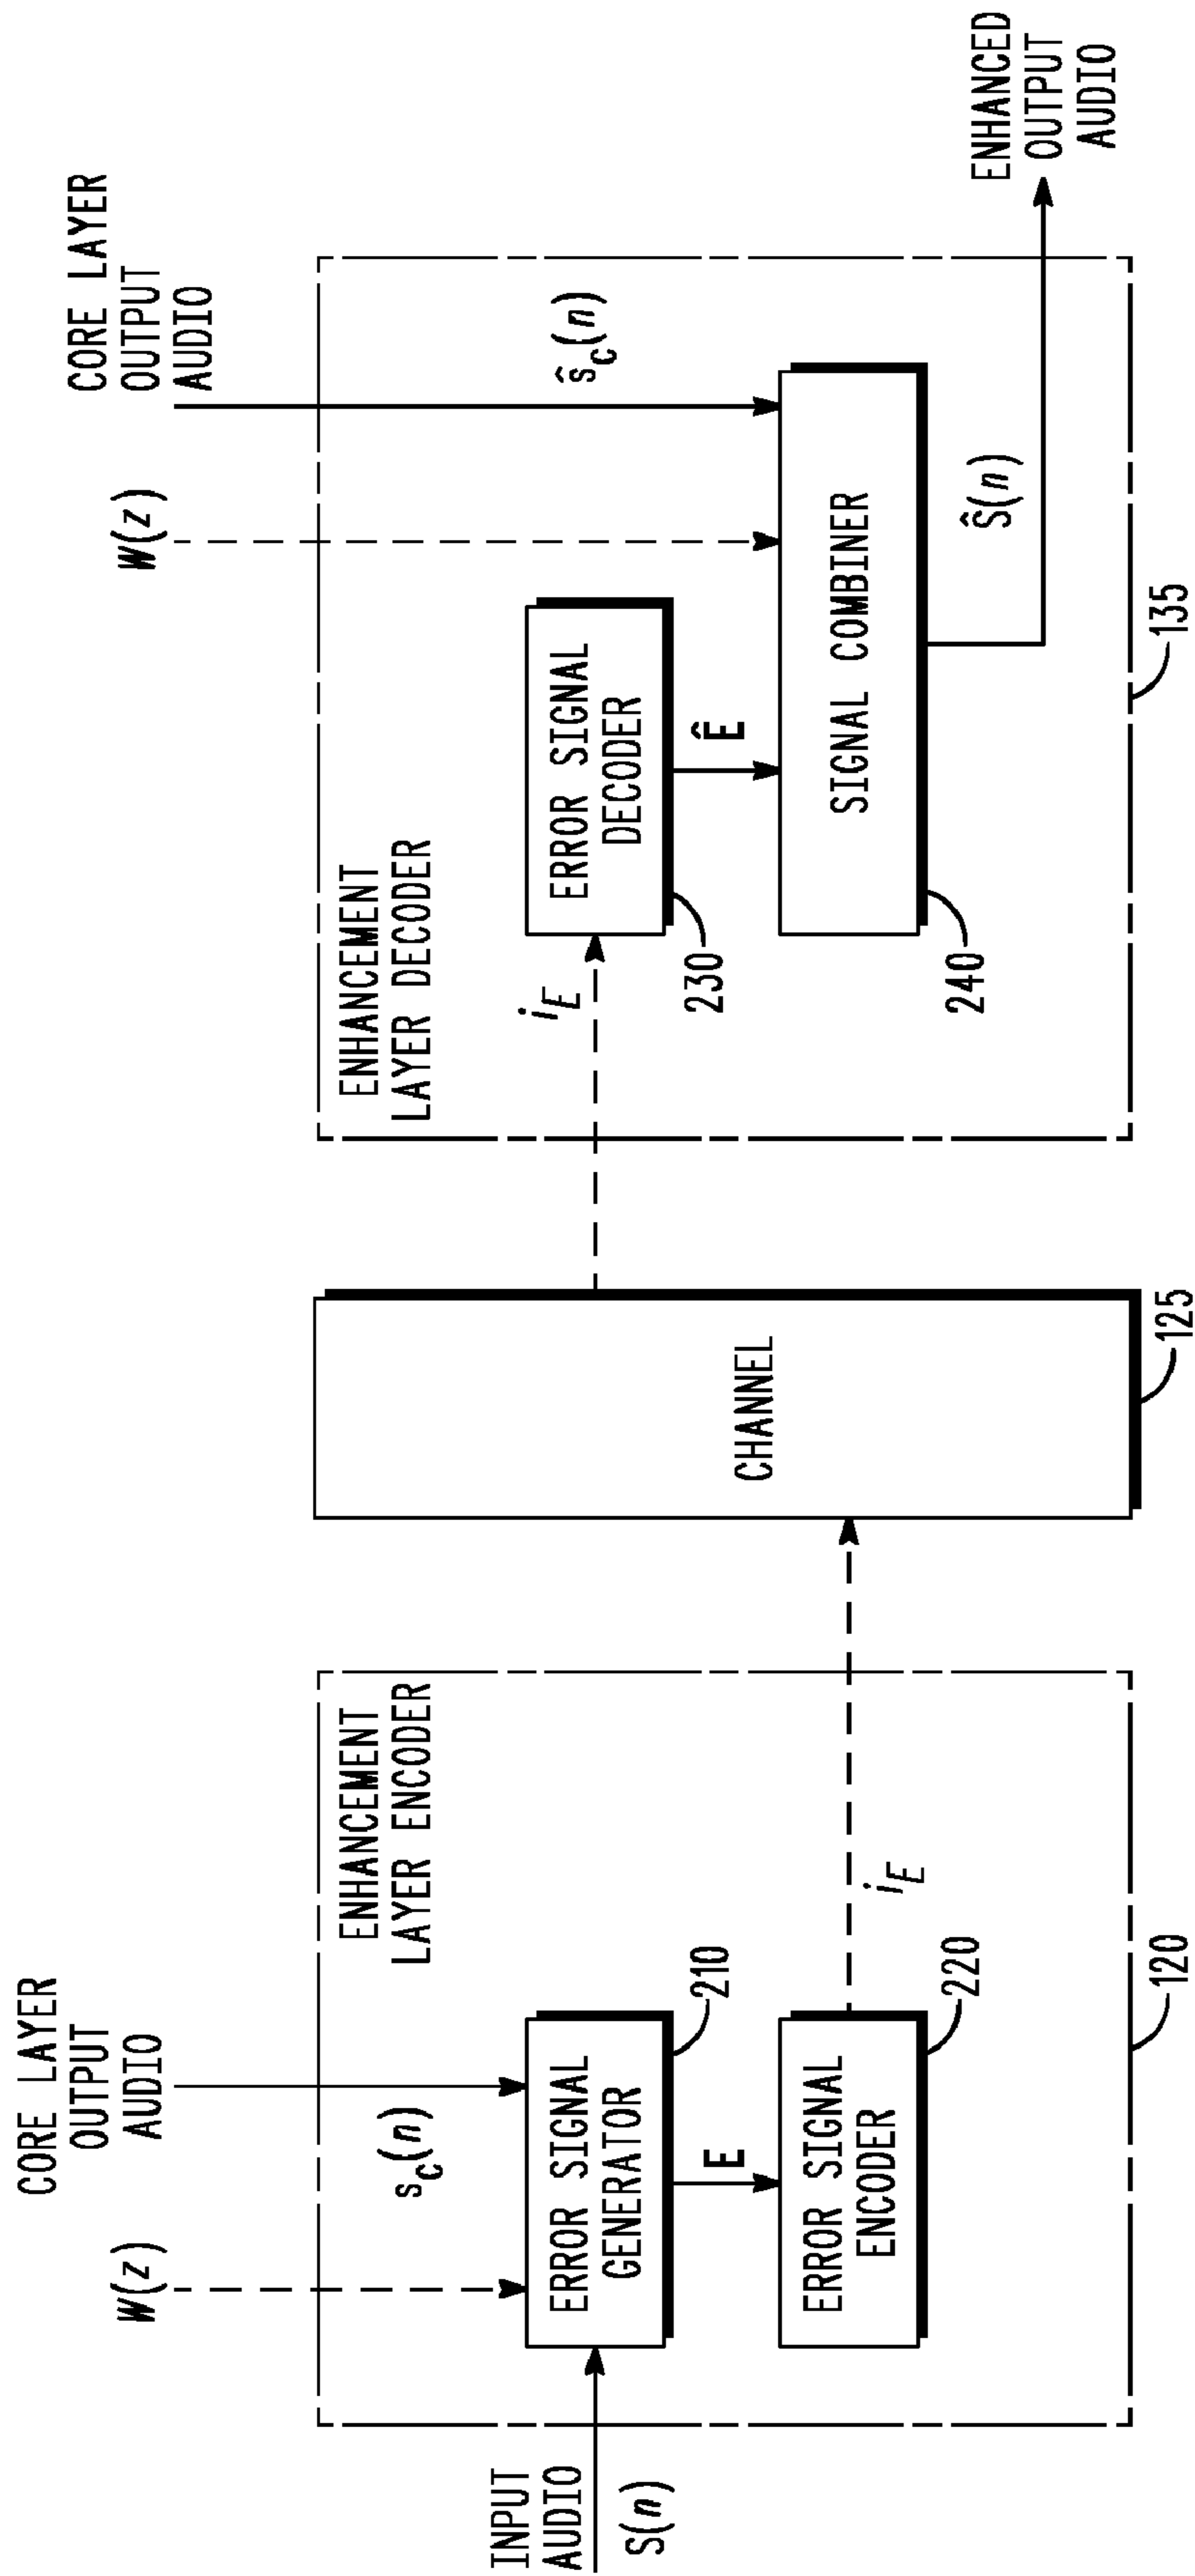 CORE LAYER
OUTPUT
AUDIO
W(z)
s_c(n)
INPUT
AUDIO
S(n)
ENHANCEMENT
LAYER ENCODER
ERROR SIGNAL
GENERATOR
210
E
ERROR SIGNAL
ENCODER
220
i_E
120
CHANNEL
125
CORE LAYER
OUTPUT
AUDIO
W(z)
ŝ_c(n)
ENHANCEMENT
LAYER DECODER
i_E
ERROR SIGNAL
DECODER
230
Ê
SIGNAL COMBINER
240
Ŝ(n)
ENHANCED
OUTPUT
AUDIO
135